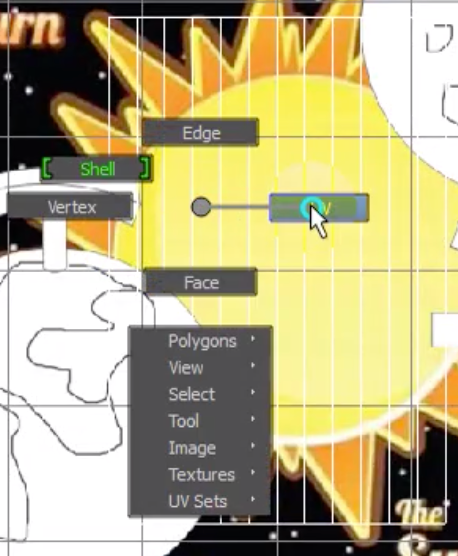 urn
Edge
Shell
Vertex
Face
Polygons
View
Select
Tool
Image
Textures
UV Sets
The